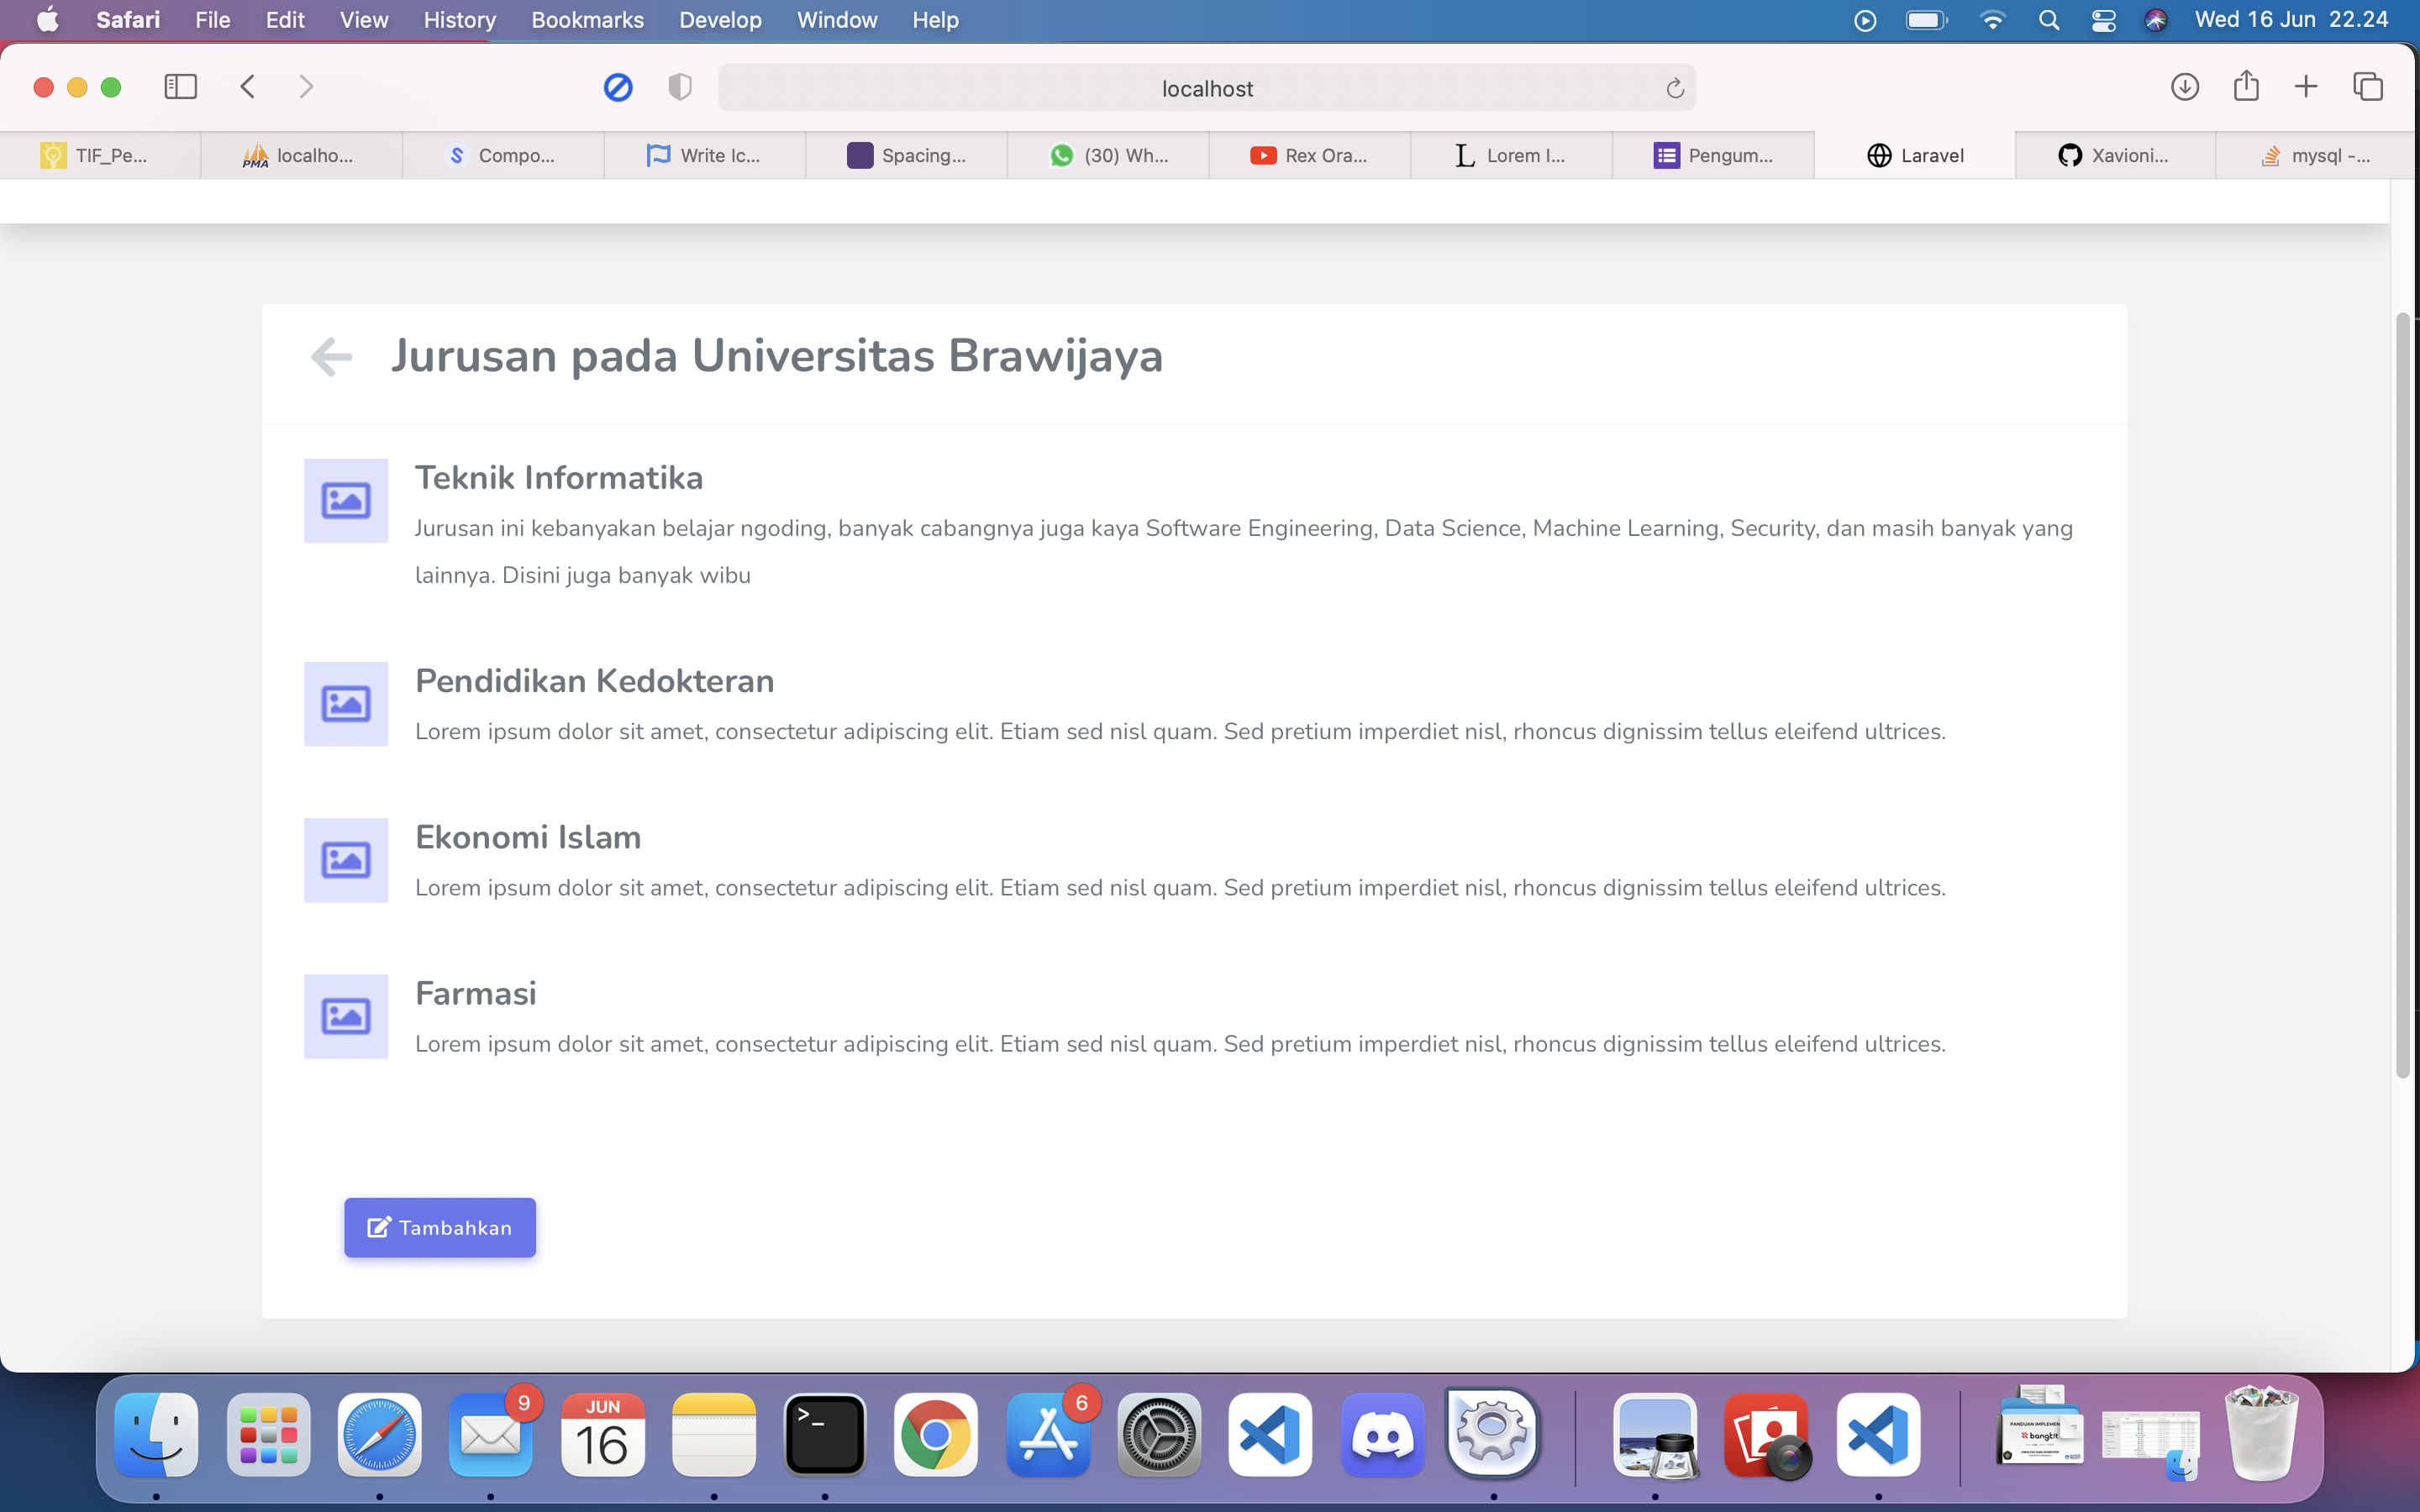 Safari File Edit View History Bookmarks Develop Window Help Wed 16 Jun 22.24
localhost
TIF_Pe... PMA localho... S Compo... Write Ic... Spacing... (30) Wh... Rex Ora... L Lorem I... Pengum... Laravel Xavioni... mysql -...
Jurusan pada Universitas Brawijaya
Teknik Informatika
Jurusan ini kebanyakan belajar ngoding, banyak cabangnya juga kaya Software Engineering, Data Science, Machine Learning, Security, dan masih banyak yang
lainnya. Disini juga banyak wibu
Pendidikan Kedokteran
Lorem ipsum dolor sit amet, consectetur adipiscing elit. Etiam sed nisl quam. Sed pretium imperdiet nisl, rhoncus dignissim tellus eleifend ultrices.
Ekonomi Islam
Lorem ipsum dolor sit amet, consectetur adipiscing elit. Etiam sed nisl quam. Sed pretium imperdiet nisl, rhoncus dignissim tellus eleifend ultrices.
Farmasi
Lorem ipsum dolor sit amet, consectetur adipiscing elit. Etiam sed nisl quam. Sed pretium imperdiet nisl, rhoncus dignissim tellus eleifend ultrices.
Tambahkan
9 JUN 6
16
PANDUAN IMPLEMEN
bangtit